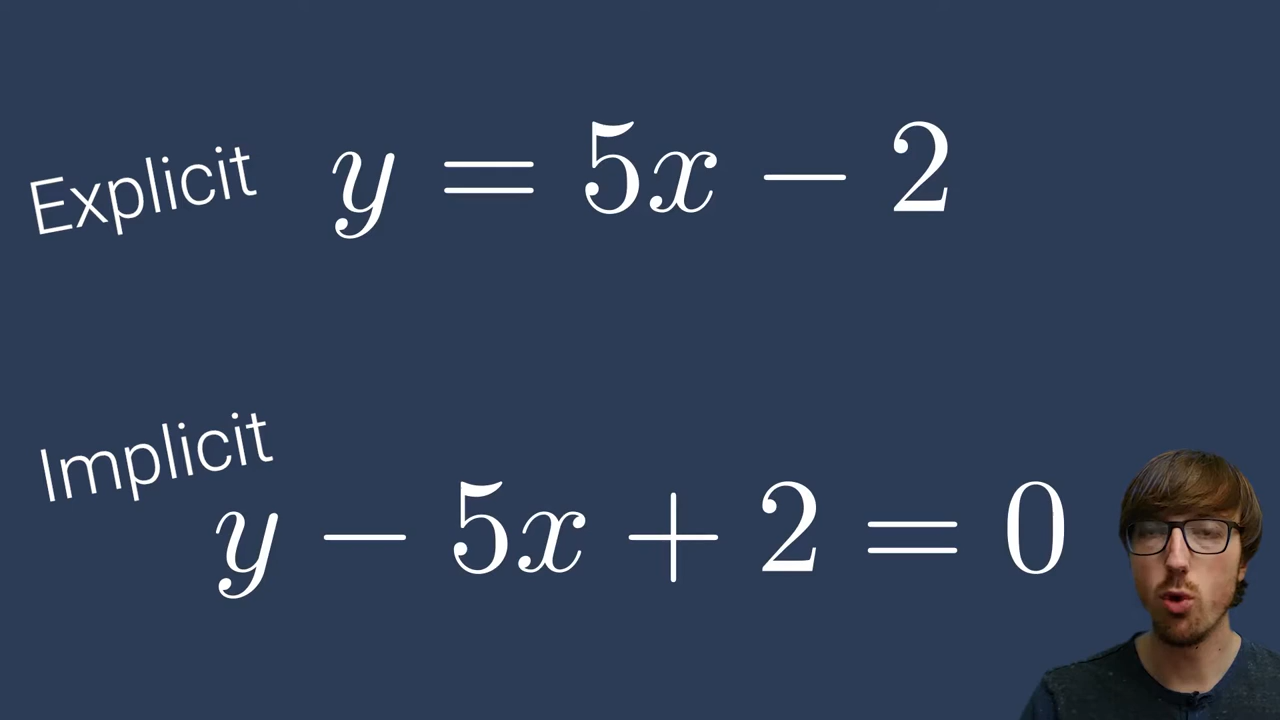 Explicit y = 5x − 2
Implicit
y − 5x + 2 = 0